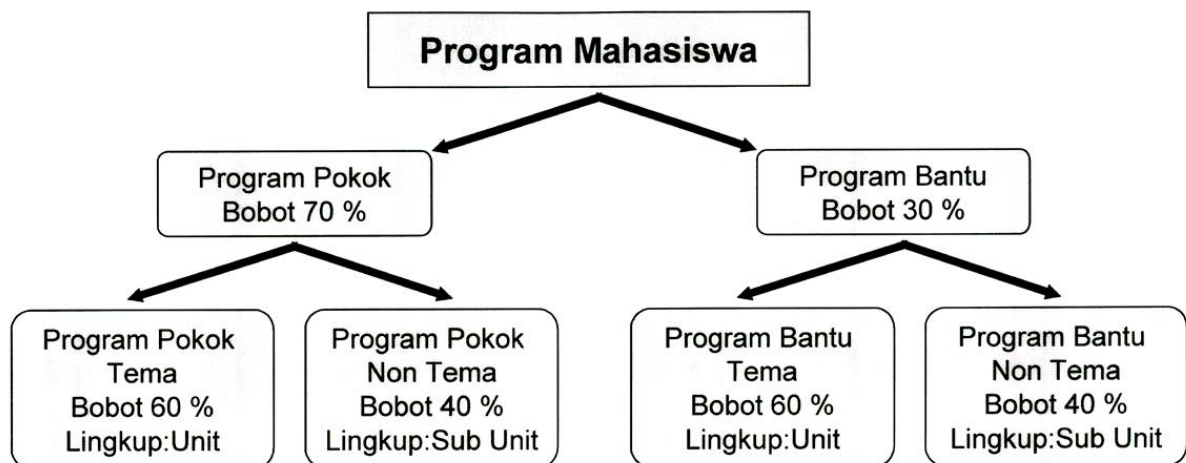 Program Mahasiswa
Program Pokok
Bobot 70 %
Program Bantu
Bobot 30 %
Program Pokok
Tema
Bobot 60 %
Lingkup:Unit
Program Pokok
Non Tema
Bobot 40 %
Lingkup:Sub Unit
Program Bantu
Tema
Bobot 60 %
Lingkup:Unit
Program Bantu
Non Tema
Bobot 40 %
Lingkup:Sub Unit